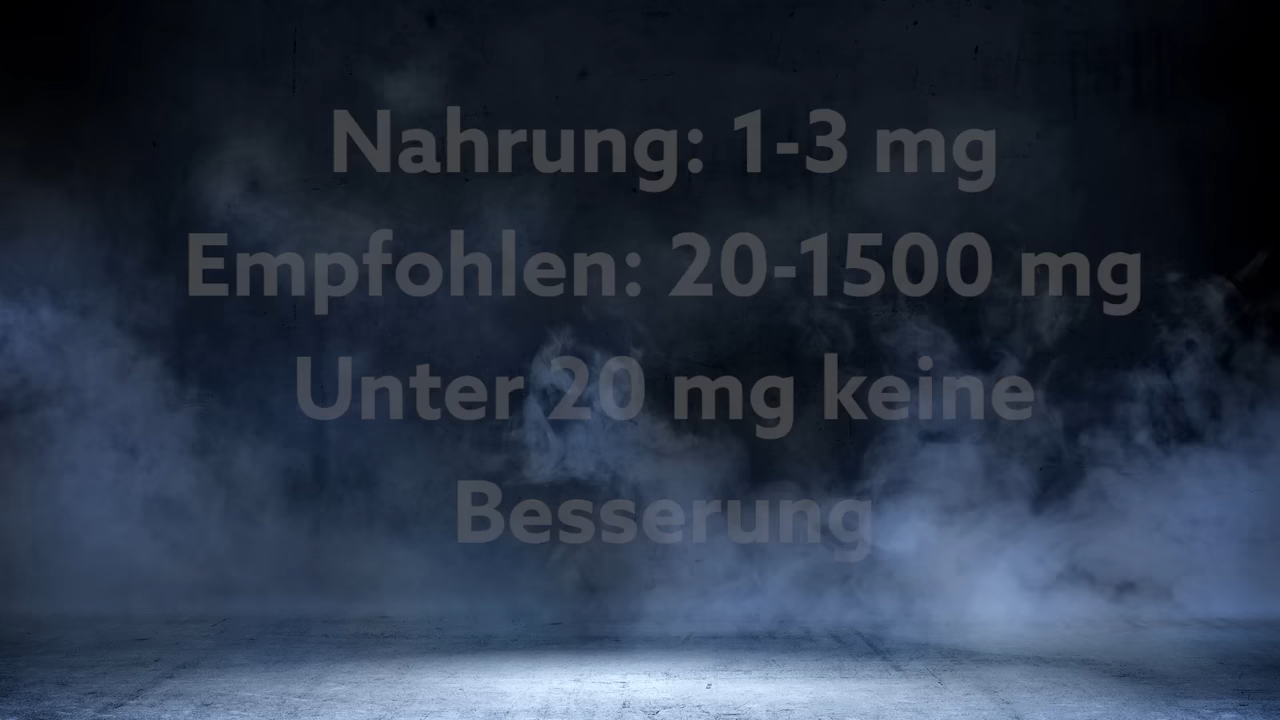 Nahrung: 1-3 mg
Empfohlen: 20-1500 mg
Unter 20 mg keine
Besserung